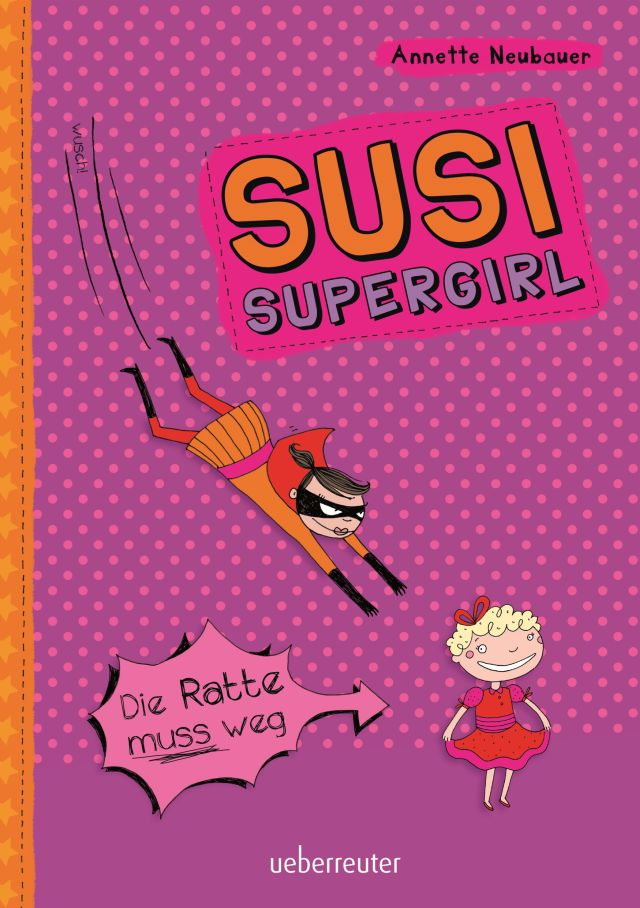 Annette Neubauer
wusch!
SUSI
SUPERGIRL
Die Ratte
muss weg
ueberreuter